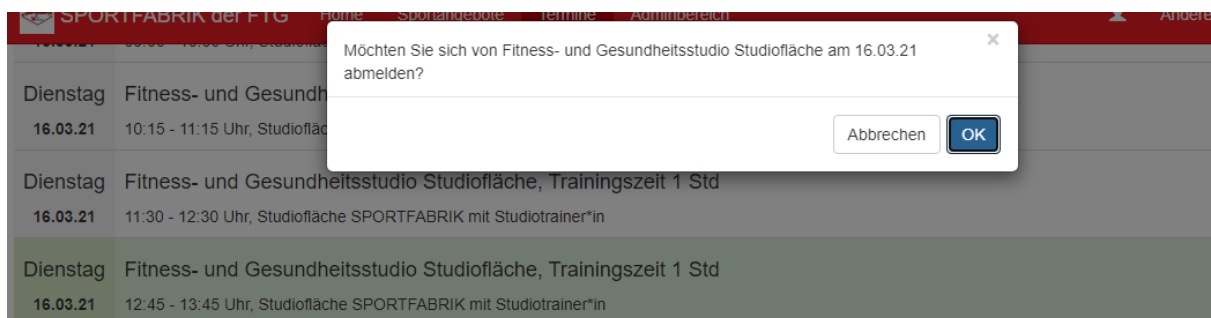 SPORTFABRIK der FTG Home Sportangebote Termine Adminbereich Andere
Möchten Sie sich von Fitness- und Gesundheitsstudio Studiofläche am 16.03.21
abmelden?
×
Abbrechen OK
Dienstag Fitness- und Gesundh
16.03.21 10:15 - 11:15 Uhr, Studiofläc
Dienstag Fitness- und Gesundheitsstudio Studiofläche, Trainingszeit 1 Std
16.03.21 11:30 - 12:30 Uhr, Studiofläche SPORTFABRIK mit Studiotrainer*in
Dienstag Fitness- und Gesundheitsstudio Studiofläche, Trainingszeit 1 Std
16.03.21 12:45 - 13:45 Uhr, Studiofläche SPORTFABRIK mit Studiotrainer*in